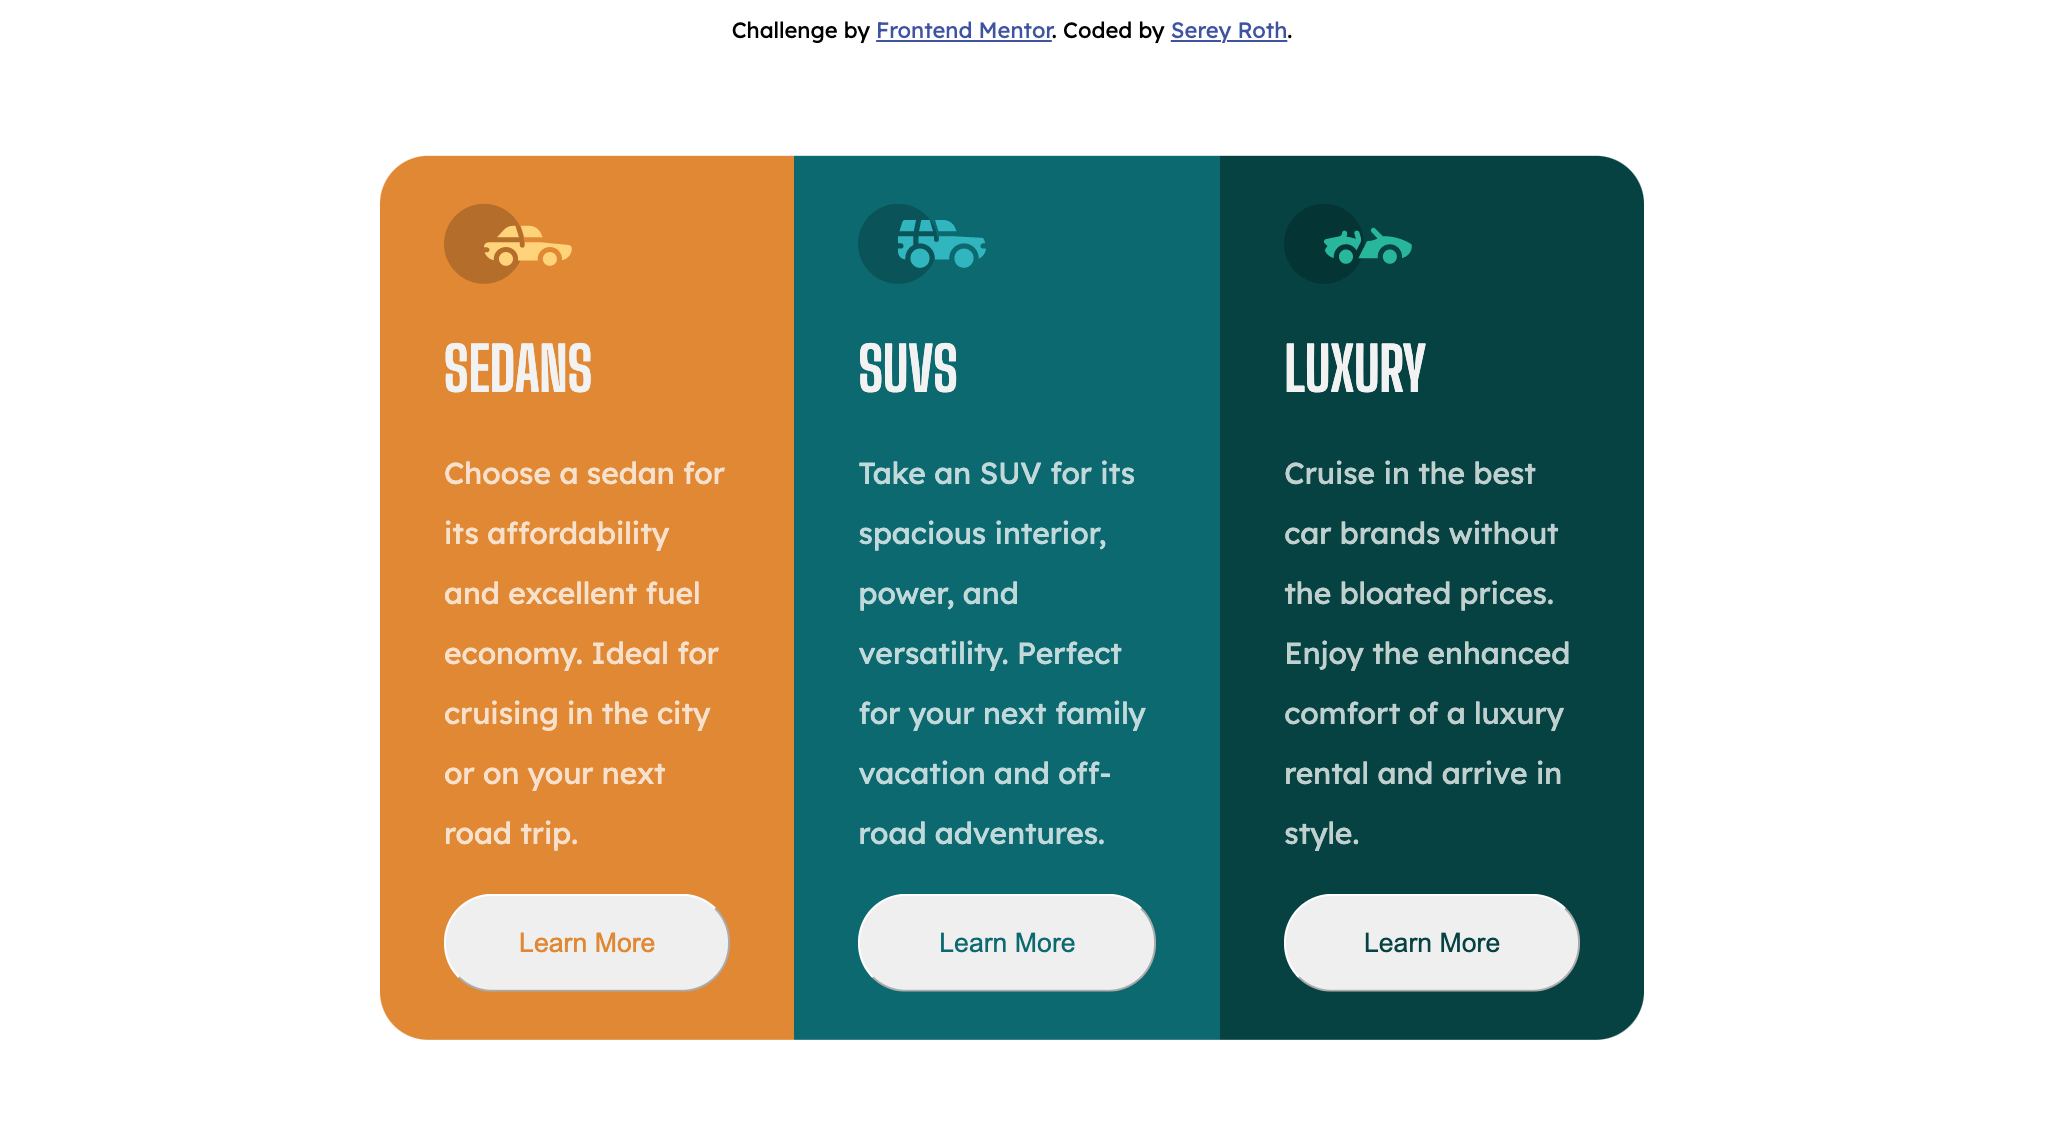 Challenge by Frontend Mentor. Coded by Serey Roth.
SEDANS
Choose a sedan for
its affordability
and excellent fuel
economy. Ideal for
cruising in the city
or on your next
road trip.
Learn More
SUVS
Take an SUV for its
spacious interior,
power, and
versatility. Perfect
for your next family
vacation and off-
road adventures.
Learn More
LUXURY
Cruise in the best
car brands without
the bloated prices.
Enjoy the enhanced
comfort of a luxury
rental and arrive in
style.
Learn More